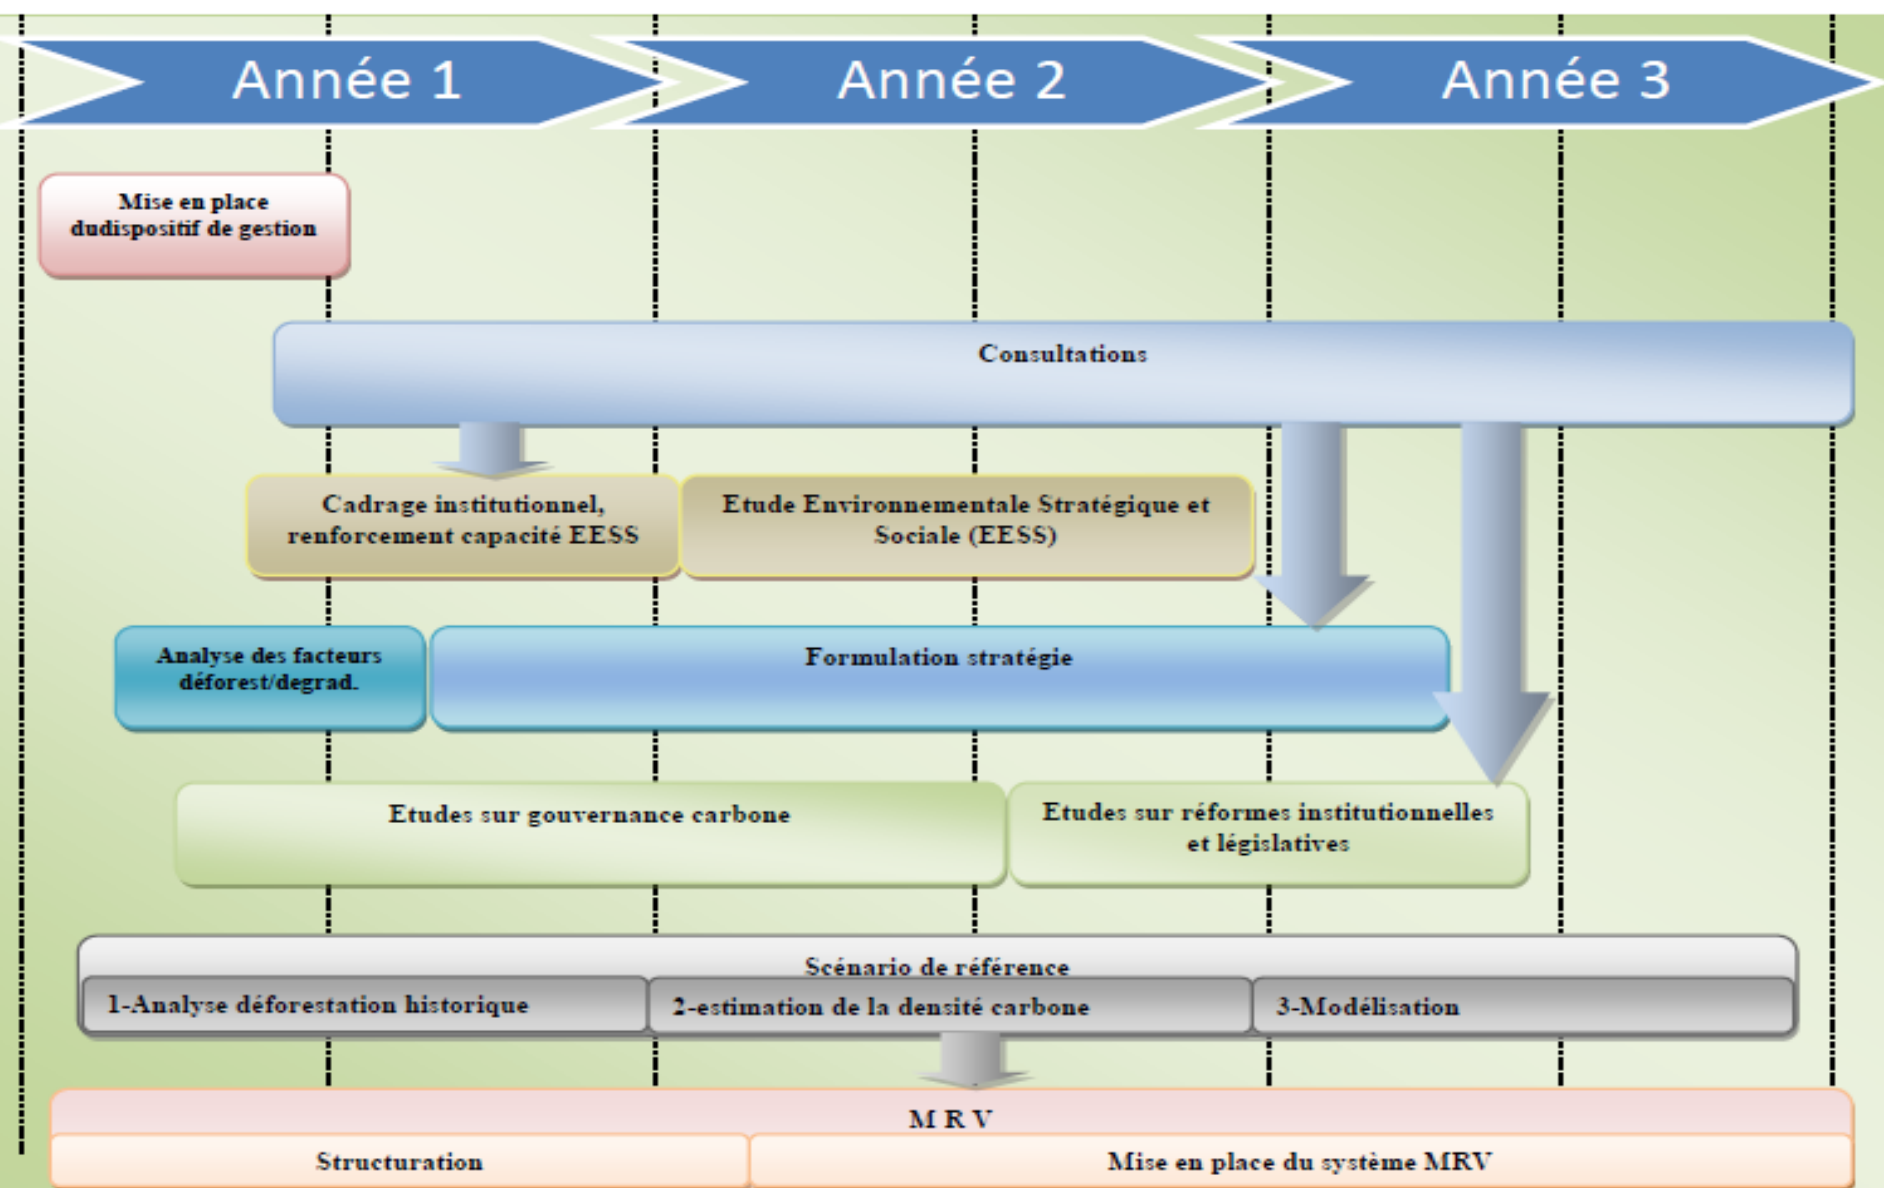 Année 1
Année 2
Année 3
Mise en place
dudispositif de gestion
Consultations
Cadrage institutionnel,
renforcement capacité EESS
Etude Environnementale Stratégique et
Sociale (EESS)
Analyse des facteurs
déforest/degrad.
Formulation stratégie
Etudes sur gouvernance carbone
Etudes sur réformes institutionnelles
et législatives
Scénario de référence
1-Analyse déforestation historique
2-estimation de la densité carbone
3-Modélisation
M R V
Structuration
Mise en place du système MRV